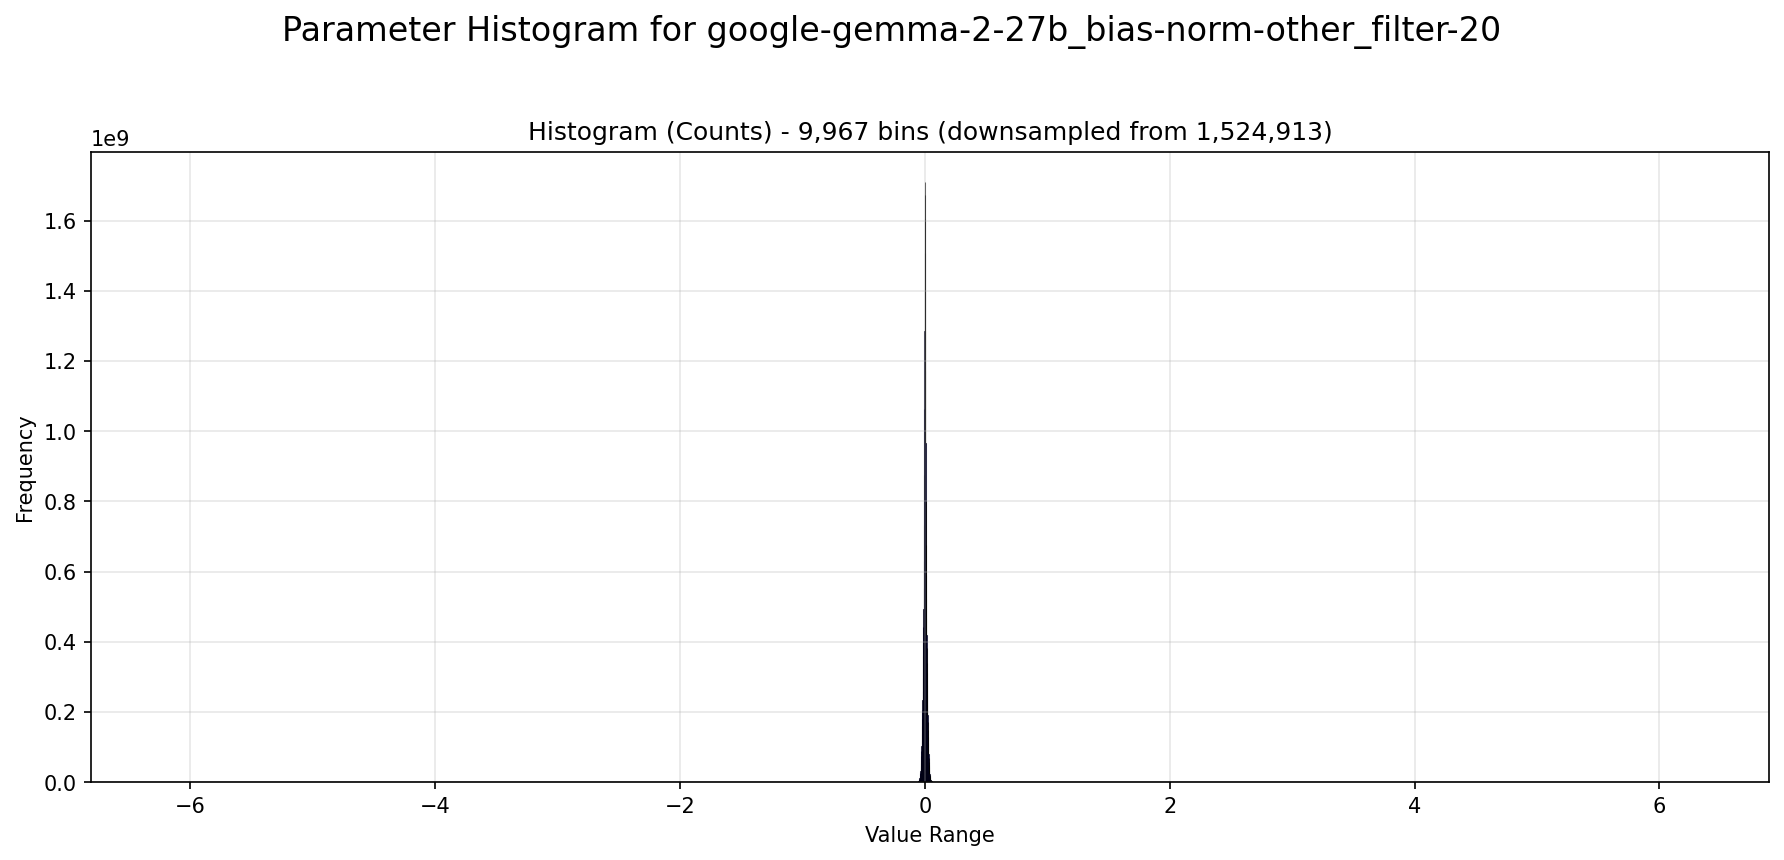 Parameter Histogram for google-gemma-2-27b_bias-norm-other_filter-20
Histogram (Counts) - 9,967 bins (downsampled from 1,524,913)
1e9
1.6
1.4
1.2
1.0
0.8
0.6
0.4
0.2
0.0
Frequency
−6 −4 −2 0 2 4 6
Value Range